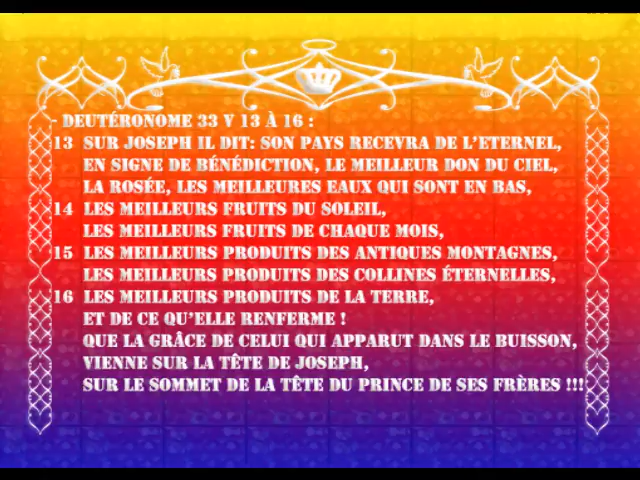 - DEUTÉRONOME 33 V 13 À 16 :
13 SUR JOSEPH IL DIT: SON PAYS RECEVRA DE L'ETERNEL,
EN SIGNE DE BÉNÉDICTION, LE MEILLEUR DON DU CIEL,
LA ROSÉE, LES MEILLEURES EAUX QUI SONT EN BAS,
14 LES MEILLEURS FRUITS DU SOLEIL,
LES MEILLEURS FRUITS DE CHAQUE MOIS,
15 LES MEILLEURS PRODUITS DES ANTIQUES MONTAGNES,
LES MEILLEURS PRODUITS DES COLLINES ÉTERNELLES,
16 LES MEILLEURS PRODUITS DE LA TERRE,
ET DE CE QU'ELLE RENFERME !
QUE LA GRÂCE DE CELUI QUI APPARUT DANS LE BUISSON,
VIENNE SUR LA TÊTE DE JOSEPH,
SUR LE SOMMET DE LA TÊTE DU PRINCE DE SES FRÈRES !!!